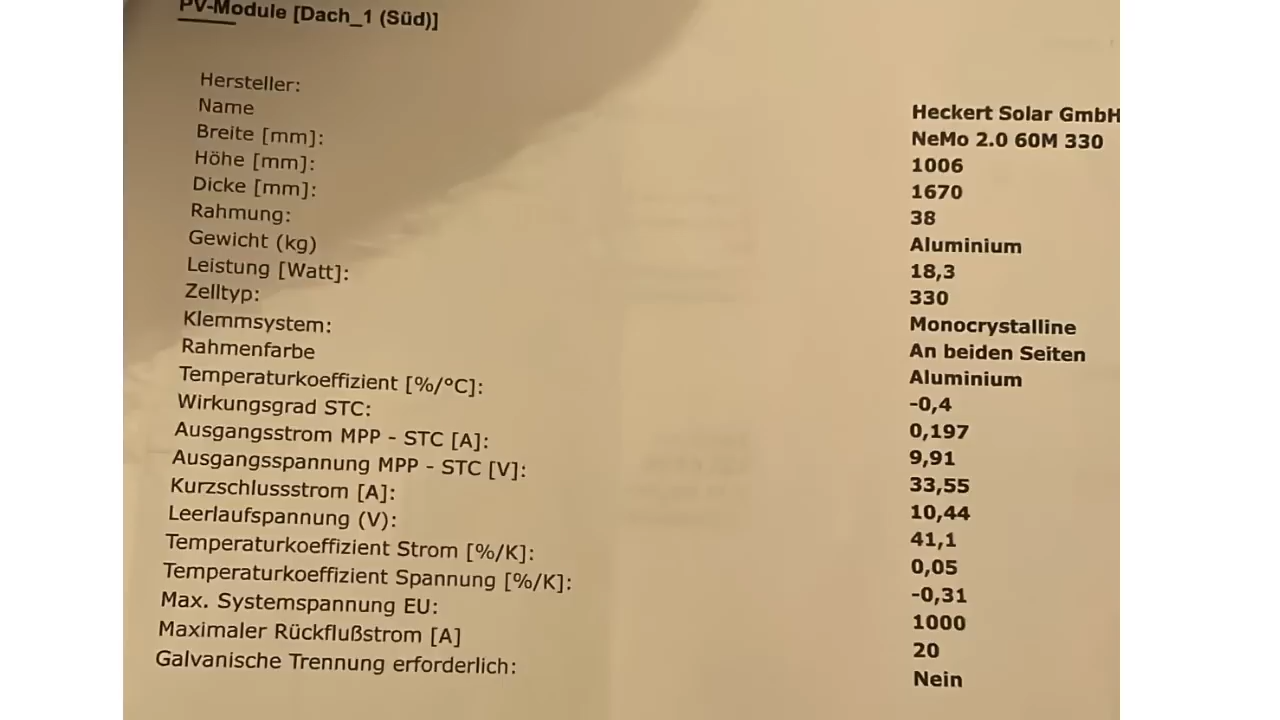 PV-Module [Dach_1 (Süd)]
Hersteller: Heckert Solar GmbH
Name NeMo 2.0 60M 330
Breite [mm]: 1006
Höhe [mm]: 1670
Dicke [mm]: 38
Rahmung: Aluminium
Gewicht (kg) 18,3
Leistung [Watt]: 330
Zelltyp: Monocrystalline
Klemmsystem: An beiden Seiten
Rahmenfarbe Aluminium
Temperaturkoeffizient [%/°C]: -0,4
Wirkungsgrad STC: 0,197
Ausgangsstrom MPP - STC [A]: 9,91
Ausgangsspannung MPP - STC [V]: 33,55
Kurzschlussstrom [A]: 10,44
Leerlaufspannung (V): 41,1
Temperaturkoeffizient Strom [%/K]: 0,05
Temperaturkoeffizient Spannung [%/K]: -0,31
Max. Systemspannung EU: 1000
Maximaler Rückflußstrom [A] 20
Galvanische Trennung erforderlich: Nein